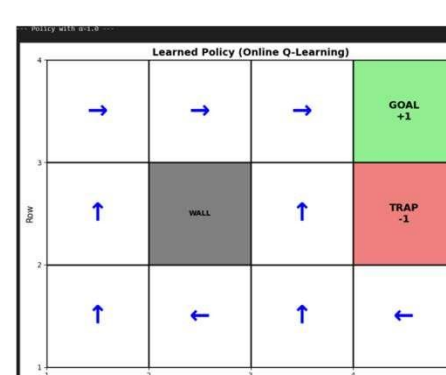 --- Policy with α=1.0 ---
Learned Policy (Online Q-Learning)
4
→ → → GOAL
+1
3
Row
↑ WALL ↑ TRAP
-1
2
↑ ← ↑ ←
1